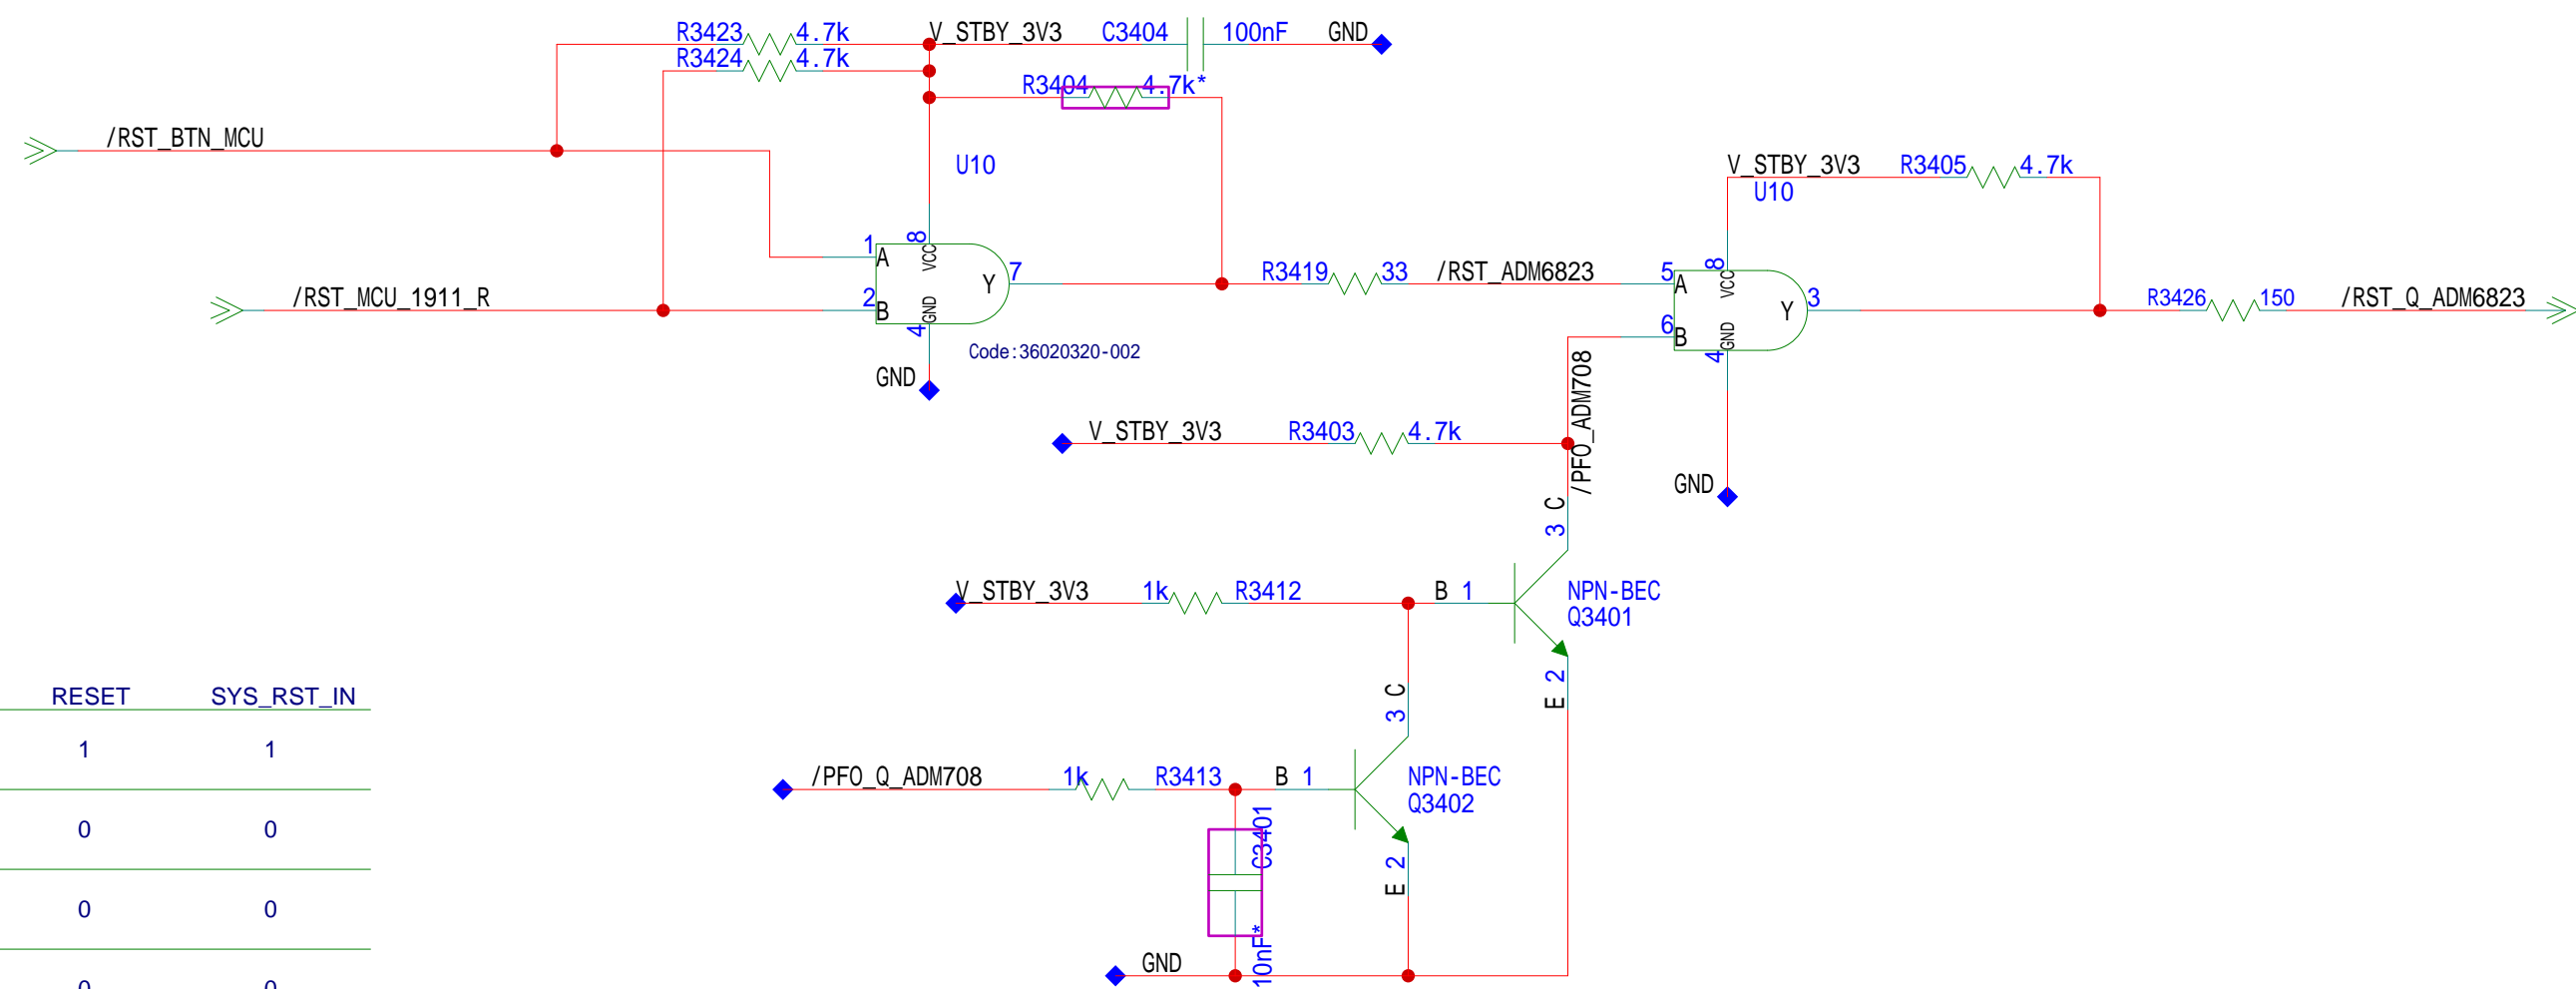 R3423 4.7k V_STBY_3V3 C3404 100nF GND
R3424 4.7k
R3404 4.7k*
/RST_BTN_MCU
U10
V_STBY_3V3 R3405 4.7k
U10
1 A 8 VCC
Y 7
2 B 4 GND
/RST_MCU_1911_R
R3419 33 /RST_ADM6823
5 A 8 VCC
Y 3
6 B 4 GND
R3426 150 /RST_Q_ADM6823
Code:36020320-002
GND
/PFO_ADM708
V_STBY_3V3 R3403 4.7k
GND
3 C
V_STBY_3V3 1k R3412 B 1 NPN-BEC
Q3401
E 2
RESET SYS_RST_IN
1 1
0 0
0 0
0 0
3 C
/PFO_Q_ADM708 1k R3413 B 1 NPN-BEC
Q3402
C3401
E 2
10nF*
GND